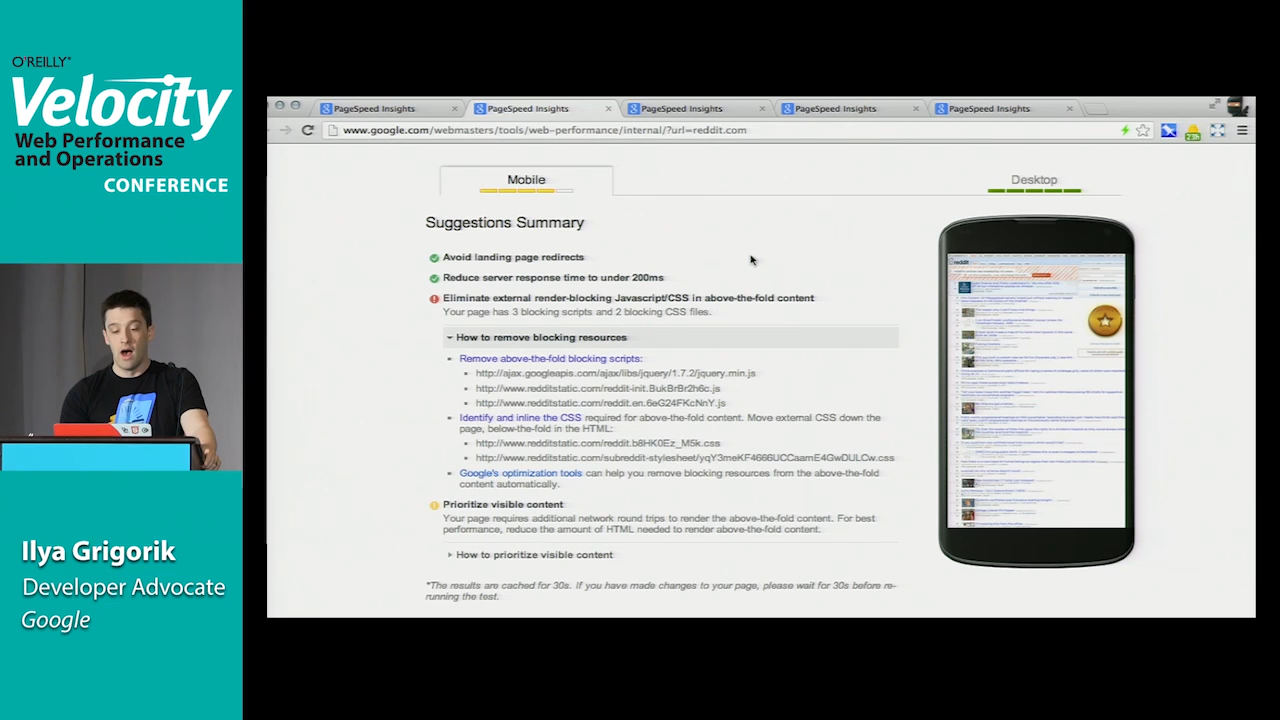 O'REILLY®
Velocity
Web Performance
and Operations
CONFERENCE
Ilya Grigorik
Developer Advocate
Google
PageSpeed Insights
PageSpeed Insights
PageSpeed Insights
PageSpeed Insights
PageSpeed Insights
www.google.com/webmasters/tools/web-performance/internal/?url=reddit.com
23h
Mobile
Desktop
Suggestions Summary
Avoid landing page redirects
Reduce server response time to under 200ms
Eliminate external render-blocking Javascript/CSS in above-the-fold content
Your page has 3 blocking scripts and 2 blocking CSS files.
How to remove blocking resources
Remove above-the-fold blocking scripts:
http://ajax.googleapis.com/ajax/libs/jquery/1.7.2/jquery.min.js
http://www.redditstatic.com/reddit-init.BukBrBr2h6c.js
http://www.redditstatic.com/reddit.en.6eG24FKcNnY.js
Identify and inline the CSS required for above-the-fold content. Move external CSS down the
page, below-the-fold in the HTML:
http://www.redditstatic.com/reddit.b8HK0Ez_M5k.css
Google's optimization tools can help you remove blocking resources from the above-the-fold
content automatically.
Prioritize visible content
Your page requires additional network round trips to render the above-the-fold content. For best
performance, reduce the amount of HTML needed to render above-the-fold content.
How to prioritize visible content
*The results are cached for 30s. If you have made changes to your page, please wait for 30s before re-
running the test.
reddit